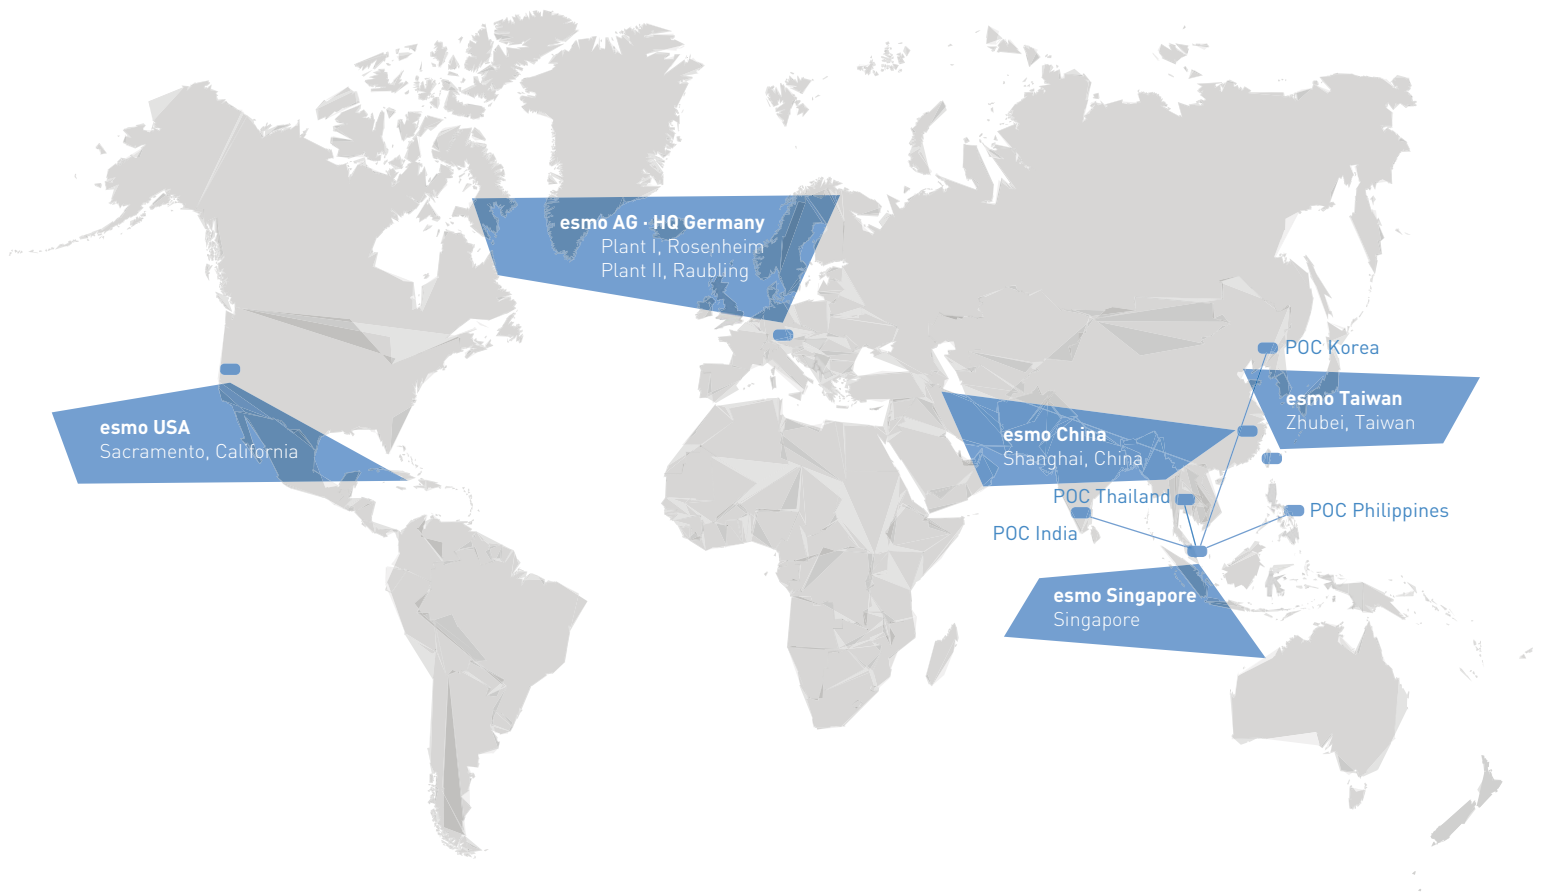 esmo AG · HQ Germany
Plant I, Rosenheim
Plant II, Raubling
POC Korea
esmo Taiwan
Zhubei, Taiwan
esmo USA
Sacramento, California
esmo China
Shanghai, China
POC Thailand
POC Philippines
POC India
esmo Singapore
Singapore